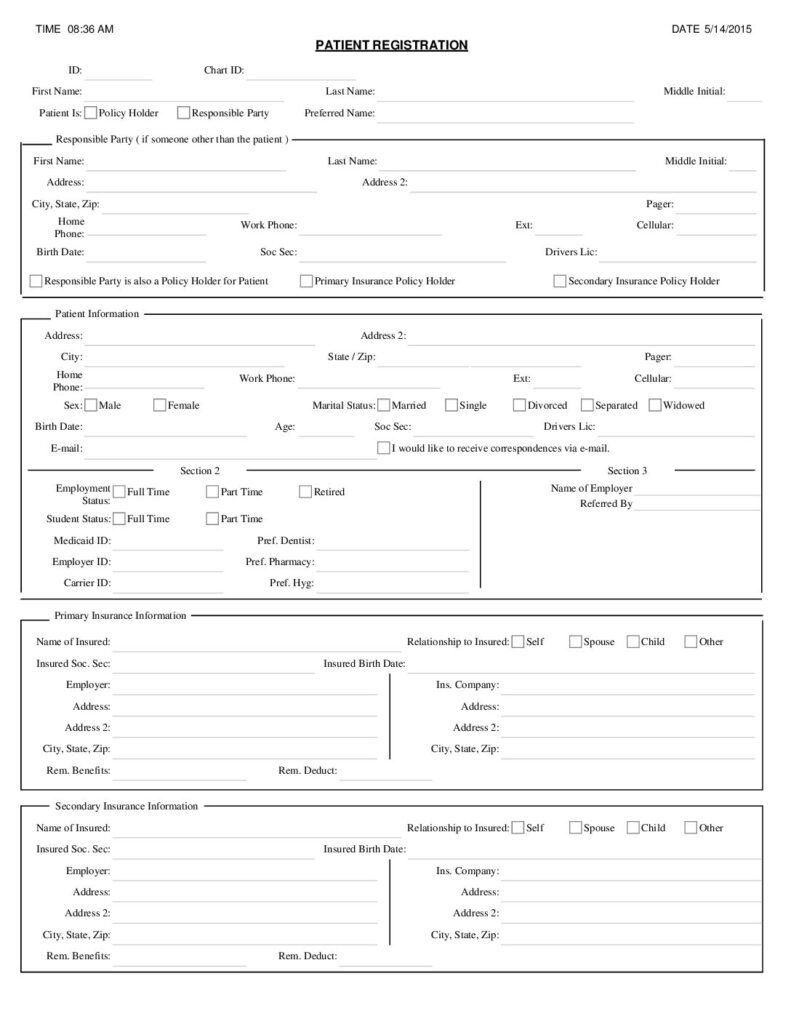 TIME 08:36 AM DATE 5/14/2015
PATIENT REGISTRATION
ID: Chart ID:
First Name: Last Name: Middle Initial:
Patient Is: Policy Holder Responsible Party Preferred Name:
Responsible Party ( if someone other than the patient )
First Name: Last Name: Middle Initial:
Address: Address 2:
City, State, Zip: Pager:
Home Phone: Work Phone: Ext: Cellular:
Birth Date: Soc Sec: Drivers Lic:
Responsible Party is also a Policy Holder for Patient Primary Insurance Policy Holder Secondary Insurance Policy Holder
Patient Information
Address: Address 2:
City: State / Zip: Pager:
Home Phone: Work Phone: Ext: Cellular:
Sex: Male Female Marital Status: Married Single Divorced Separated Widowed
Birth Date: Age: Soc Sec: Drivers Lic:
E-mail: I would like to receive correspondences via e-mail.
Section 2 Section 3
Employment Status: Full Time Part Time Retired Name of Employer
Referred By
Student Status: Full Time Part Time
Medicaid ID: Pref. Dentist:
Employer ID: Pref. Pharmacy:
Carrier ID: Pref. Hyg:
Primary Insurance Information
Name of Insured: Relationship to Insured: Self Spouse Child Other
Insured Soc. Sec: Insured Birth Date:
Employer: Ins. Company:
Address: Address:
Address 2: Address 2:
City, State, Zip: City, State, Zip:
Rem. Benefits: Rem. Deduct:
Secondary Insurance Information
Name of Insured: Relationship to Insured: Self Spouse Child Other
Insured Soc. Sec: Insured Birth Date:
Employer: Ins. Company:
Address: Address:
Address 2: Address 2:
City, State, Zip: City, State, Zip:
Rem. Benefits: Rem. Deduct: